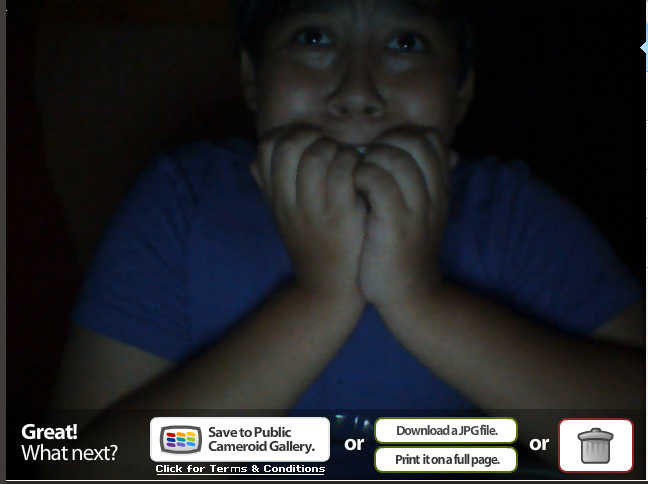 Great!
What next?
Save to Public
Cameroid Gallery.
Click for Terms & Conditions
or
Download a JPG file.
Print it on a full page.
or